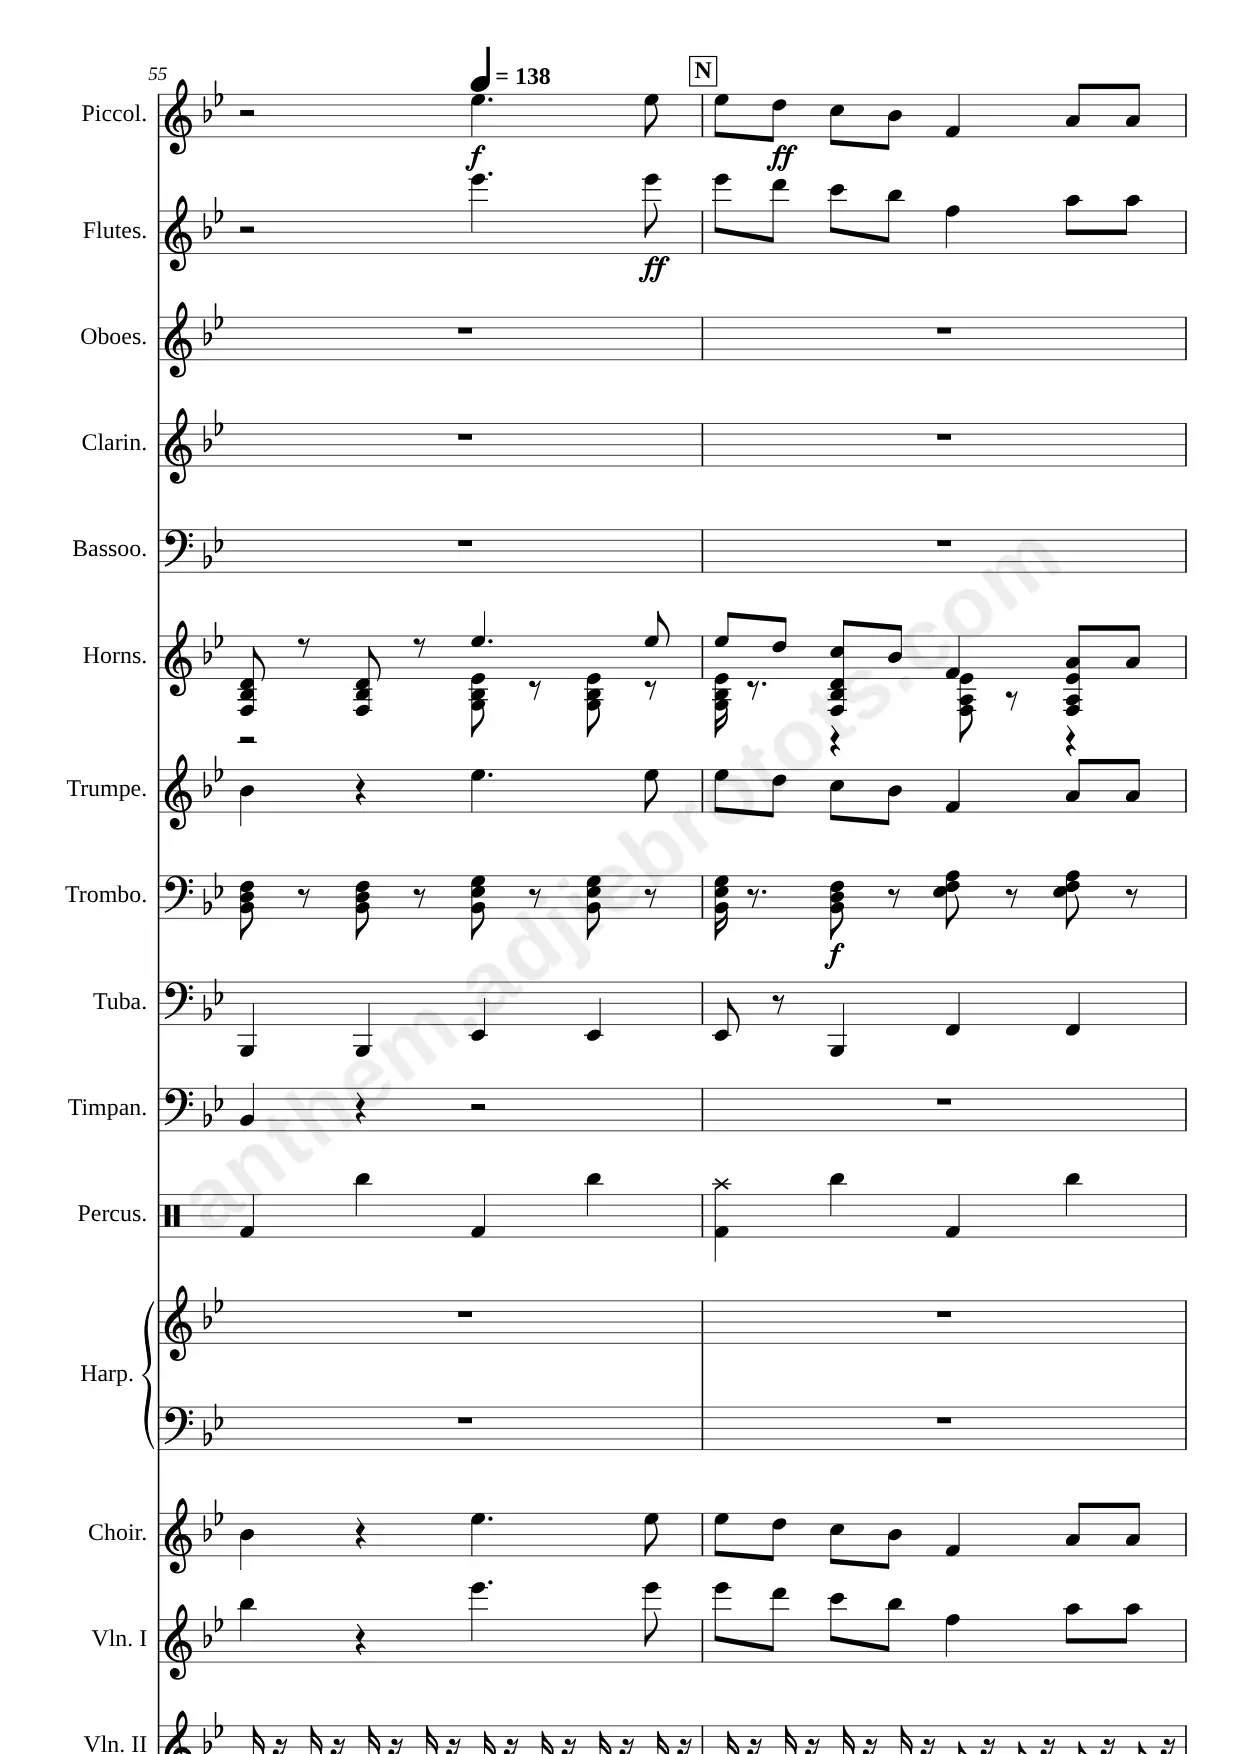 55
= 138
N
Piccol.
f
ff
Flutes.
ff
Oboes.
Clarin.
Bassoo.
Horns.
Trumpe.
Trombo.
f
Tuba.
Timpan.
Percus.
Harp.
Choir.
Vln. I
Vln. II
anthem.adjiebrotots.com